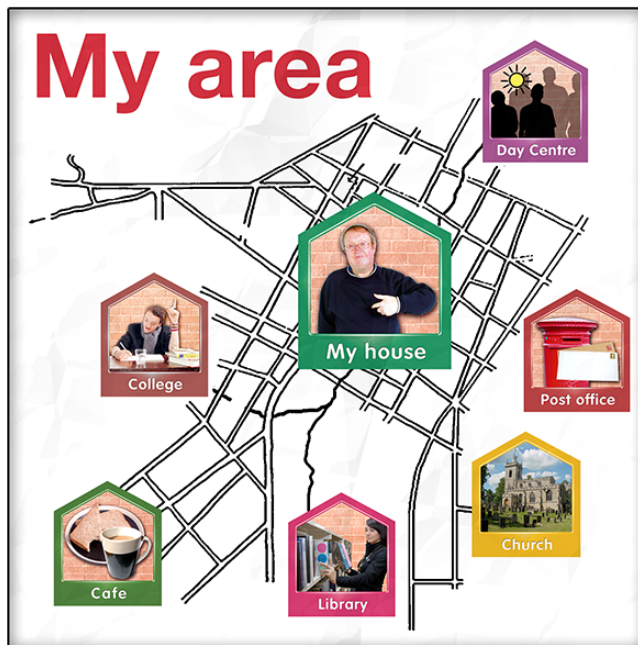 My area
Day Centre
My house
College
Post office
Church
Cafe
Library